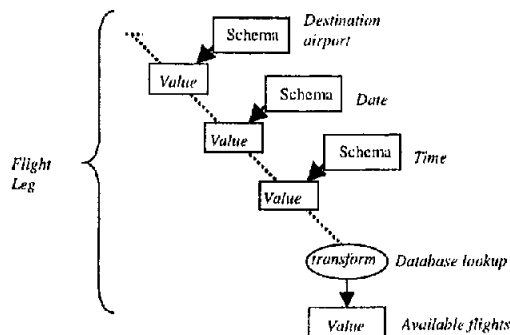 Destination
airport
Schema
Value
Schema
Date
Value
Schema
Time
Flight
Leg
Value
transform
Database lookup
Value
Available flights